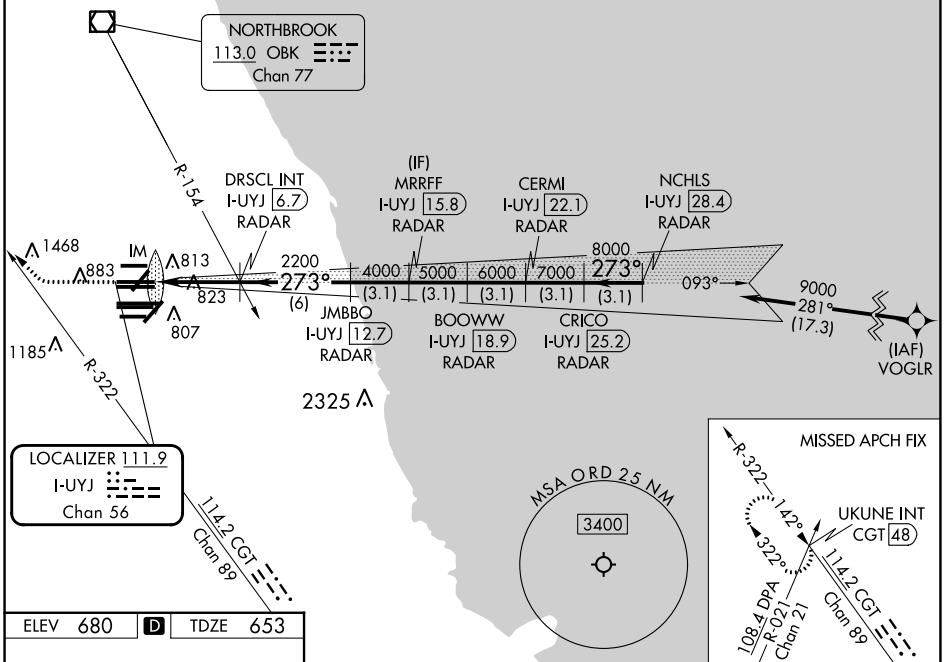 NORTHBROOK
113.0 OBK
Chan 77
R-154
DRSCL INT
I-UYJ 6.7
RADAR
(IF)
MRRFF
I-UYJ 15.8
RADAR
CERMI
I-UYJ 22.1
RADAR
NCHLS
I-UYJ 28.4
RADAR
1468
883
IM
813
823
807
2200
273°
(6)
4000
(3.1)
5000
(3.1)
6000
(3.1)
7000
(3.1)
8000
273°
(3.1)
093°
9000
281°
(17.3)
(IAF)
VOGLR
JMBBO
I-UYJ 12.7
RADAR
BOOWW
I-UYJ 18.9
RADAR
CRICO
I-UYJ 25.2
RADAR
1185
R-322
2325
LOCALIZER 111.9
I-UYJ
Chan 56
114.2 CGT
Chan 89
MSA ORD 25 NM
3400
MISSED APCH FIX
R-322
142°
322°
UKUNE INT
CGT 48
108.4 DPA
R-021
Chan 21
114.2 CGT
Chan 89
ELEV 680 D TDZE 653